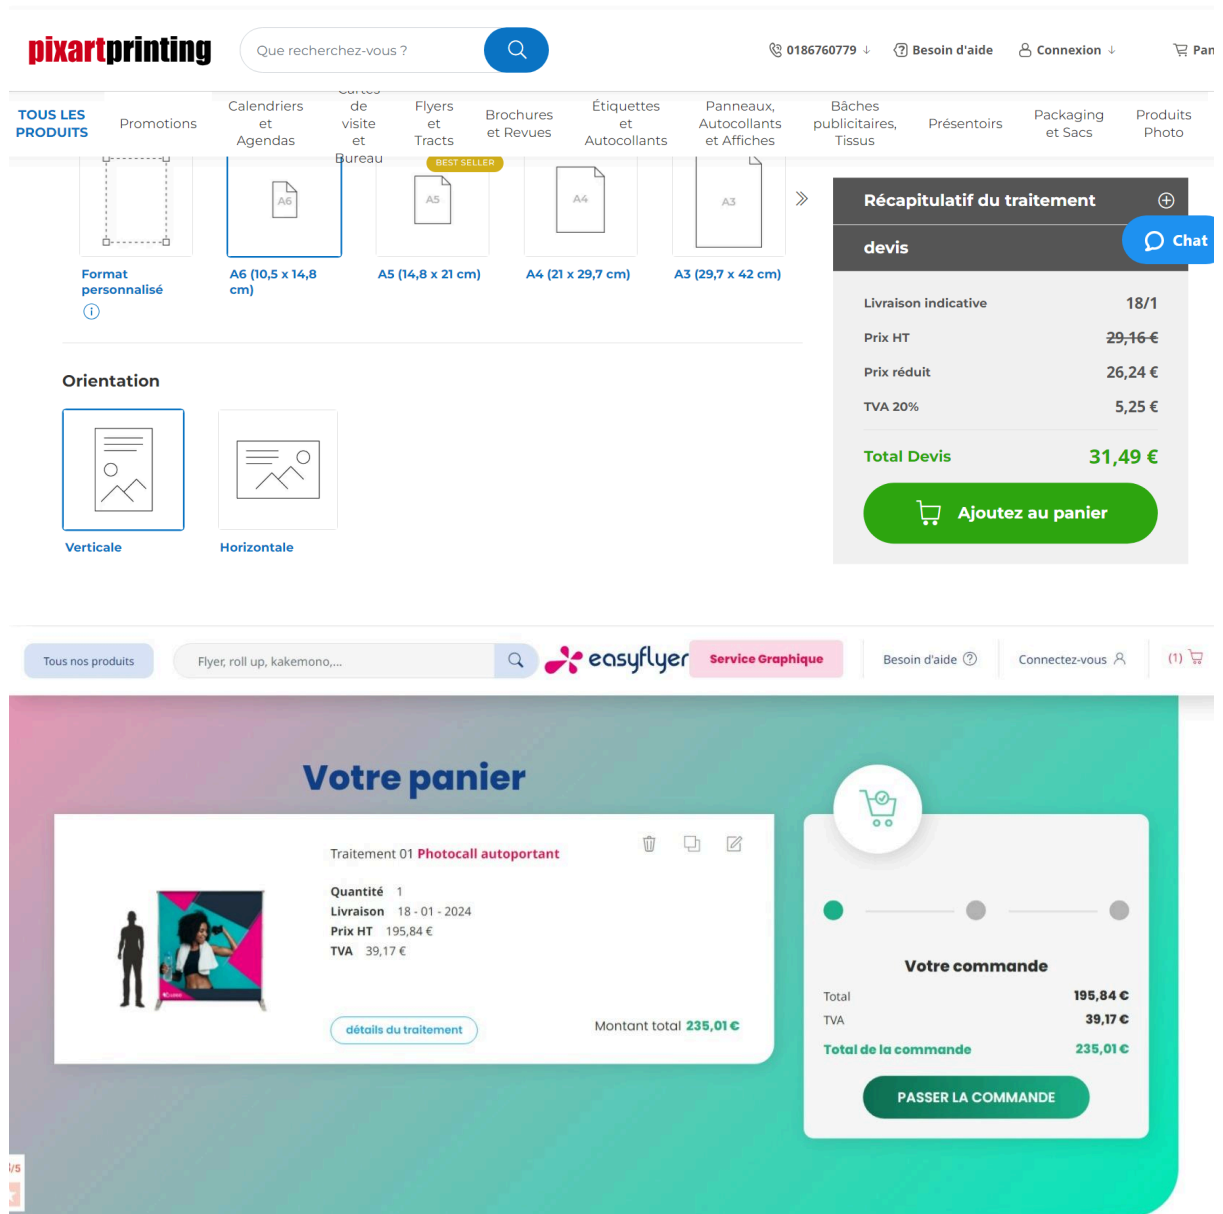 pixartprinting
Que recherchez-vous ?
0186760779
Besoin d'aide
Connexion
Pan
TOUS LES
PRODUITS
Promotions
Calendriers
et
Agendas
Cartes
de
visite
et
Bureau
Flyers
et
Tracts
Brochures
et Revues
Étiquettes
et
Autocollants
Panneaux,
Autocollants
et Affiches
Bâches
publicitaires,
Tissus
Présentoirs
Packaging
et Sacs
Produits
Photo
BEST SELLER
A6
A5
A4
A3
Format
personnalisé
A6 (10,5 x 14,8
cm)
A5 (14,8 x 21 cm)
A4 (21 x 29,7 cm)
A3 (29,7 x 42 cm)
Orientation
Verticale
Horizontale
Récapitulatif du traitement
Chat
devis
Livraison indicative 18/1
Prix HT 29,16 €
Prix réduit 26,24 €
TVA 20% 5,25 €
Total Devis 31,49 €
Ajoutez au panier
Tous nos produits
Flyer, roll up, kakemono,...
easyflyer
Service Graphique
Besoin d'aide
Connectez-vous
(1)
Votre panier
Traitement 01 Photocall autoportant
Quantité 1
Livraison 18 - 01 - 2024
Prix HT 195,84 €
TVA 39,17 €
détails du traitement
Montant total 235,01 €
Votre commande
Total 195,84 €
TVA 39,17 €
Total de la commande 235,01 €
PASSER LA COMMANDE
/5